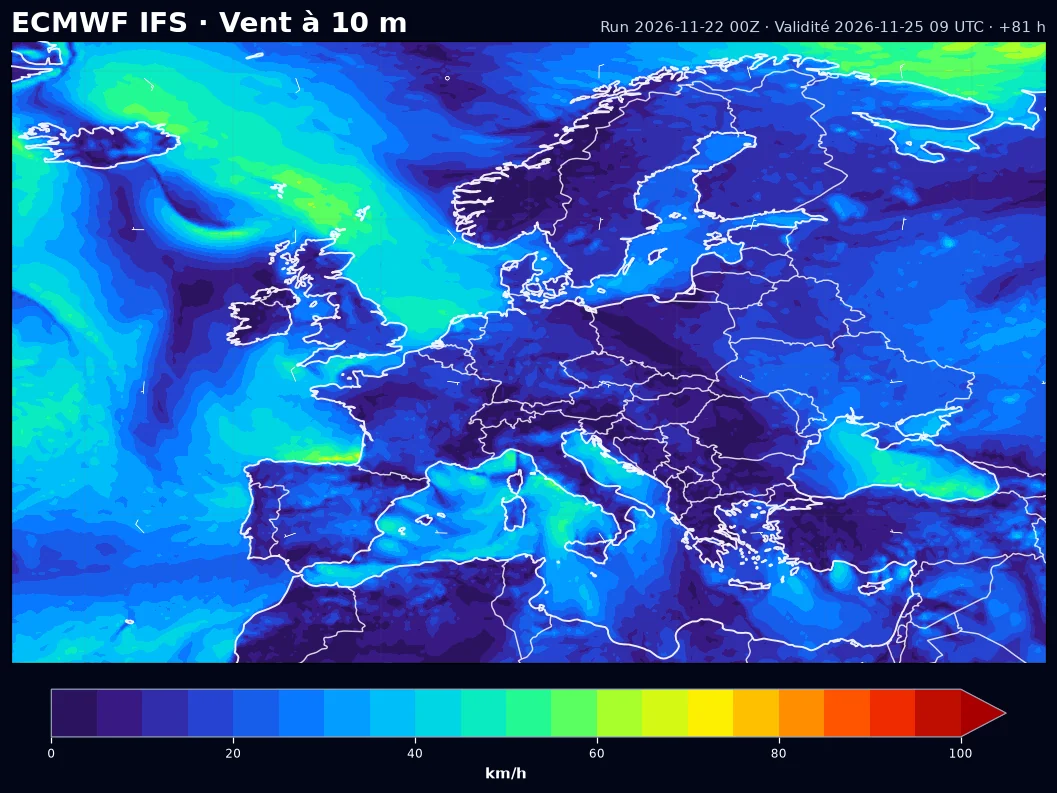 ECMWF IFS · Vent à 10 m
Run 2026-11-22 00Z · Validité 2026-11-25 09 UTC · +81 h
0 20 40 60 80 100
km/h